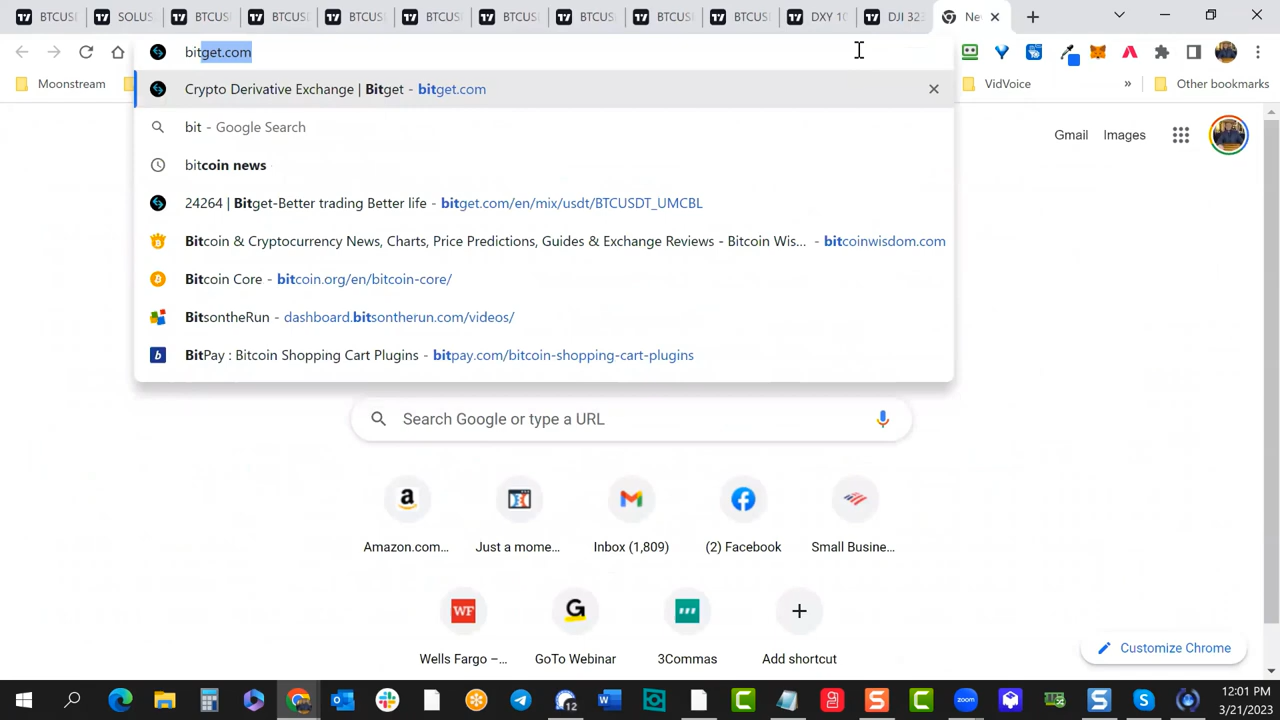 BTCUS SOLUS BTCUS BTCUS BTCUS BTCUS BTCUS BTCUS BTCUS BTCUS DXY 10 DJI 323 Ne
bitget.com
Moonstream VidVoice » Other bookmarks
Crypto Derivative Exchange | Bitget - bitget.com
bit - Google Search
Gmail Images
bitcoin news
24264 | Bitget-Better trading Better life - bitget.com/en/mix/usdt/BTCUSDT_UMCBL
Bitcoin & Cryptocurrency News, Charts, Price Predictions, Guides & Exchange Reviews - Bitcoin Wis... - bitcoinwisdom.com
Bitcoin Core - bitcoin.org/en/bitcoin-core/
BitsontheRun - dashboard.bitsontherun.com/videos/
BitPay : Bitcoin Shopping Cart Plugins - bitpay.com/bitcoin-shopping-cart-plugins
Search Google or type a URL
Amazon.com... Just a mome... Inbox (1,809) (2) Facebook Small Busine...
WF
Wells Fargo –... GoTo Webinar 3Commas Add shortcut
Customize Chrome
12
zoom
12:01 PM
3/21/2023